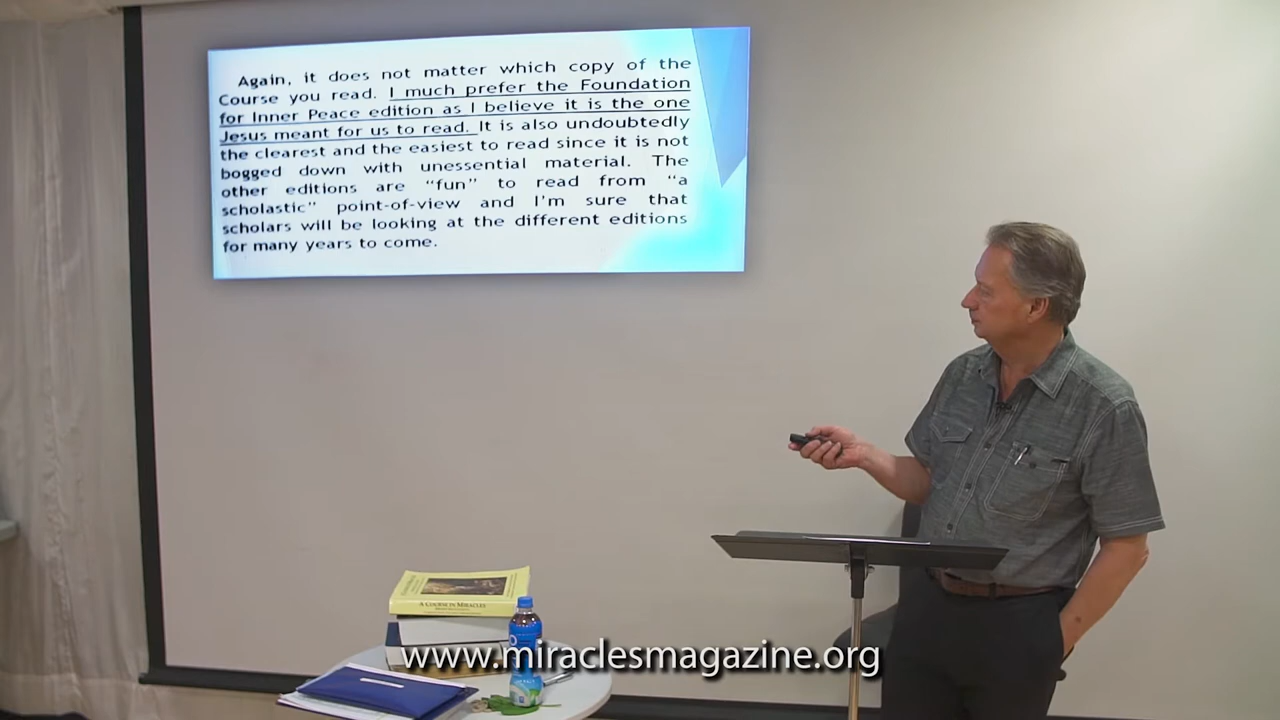 Again, it does not matter which copy of the
Course you read. I much prefer the Foundation
for Inner Peace edition as I believe it is the one
Jesus meant for us to read. It is also undoubtedly
the clearest and the easiest to read since it is not
bogged down with unessential material. The
other editions are “fun” to read from “a
scholastic” point-of-view and I’m sure that
scholars will be looking at the different editions
for many years to come.
A COURSE IN MIRACLES
www.miraclesmagazine.org